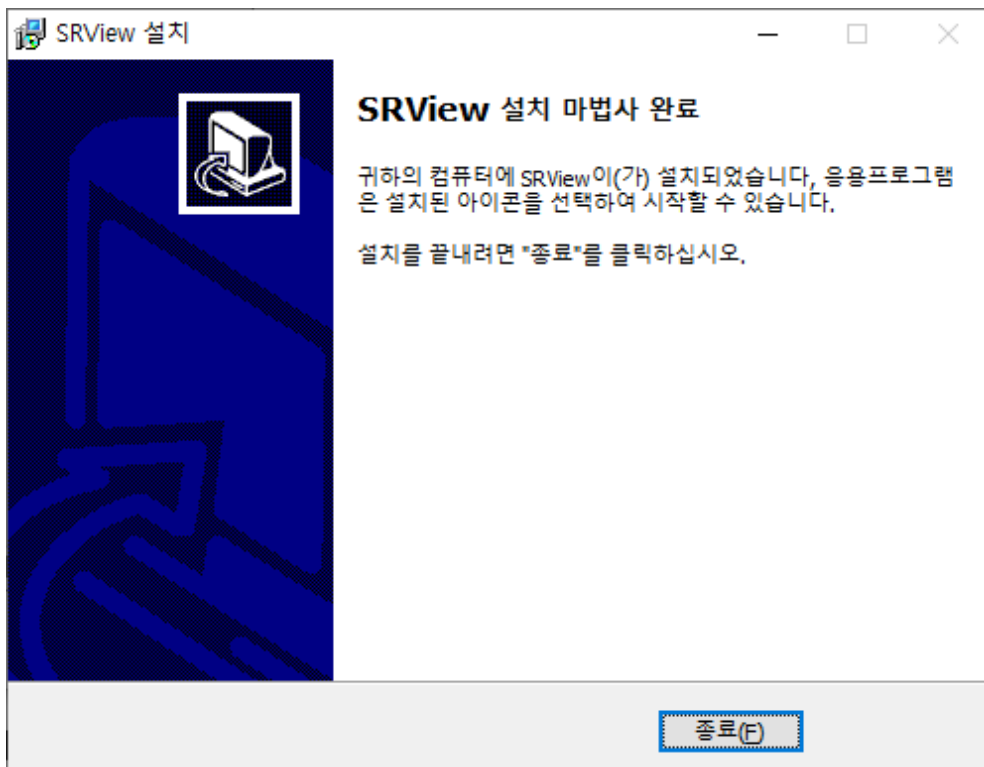 SRView 설치
SRView 설치 마법사 완료
귀하의 컴퓨터에 SRView이(가) 설치되었습니다, 응용프로그램
은 설치된 아이콘을 선택하여 시작할 수 있습니다.
설치를 끝내려면 "종료"를 클릭하십시오.
종료(F)